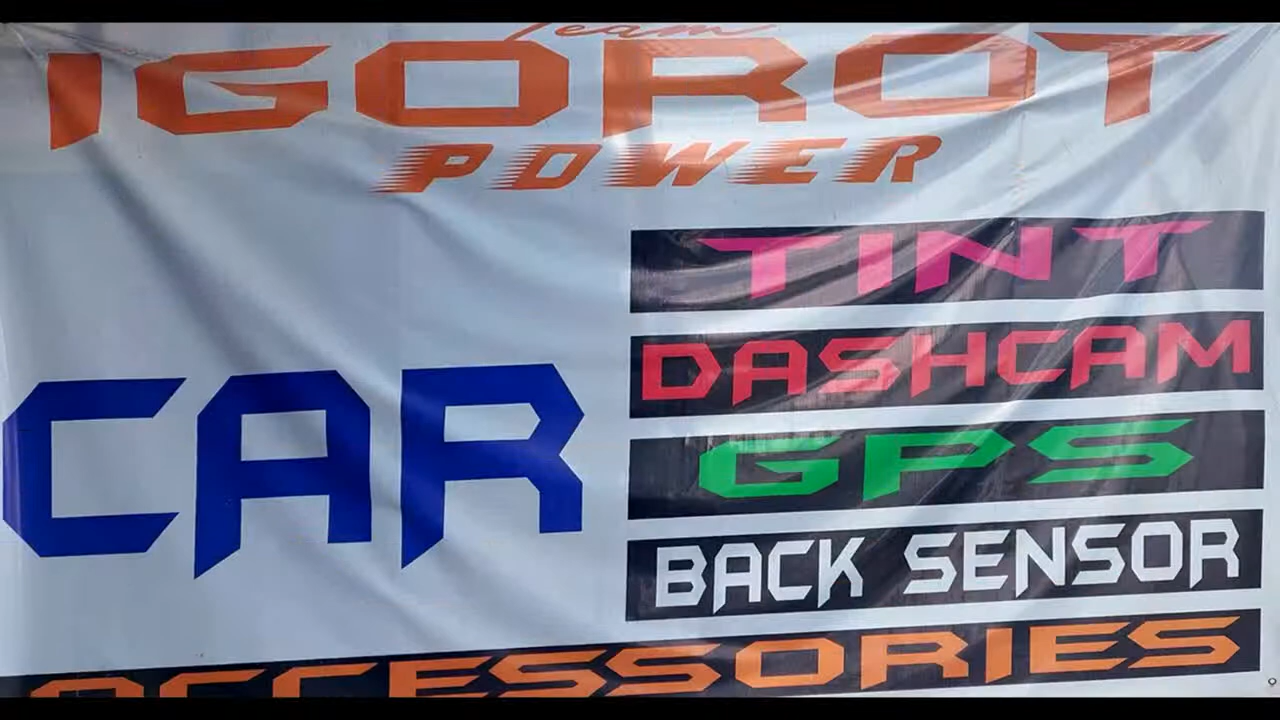 Team
IGOROT
POWER
CAR
TINT
DASHCAM
GPS
BACK SENSOR
ACCESSORIES